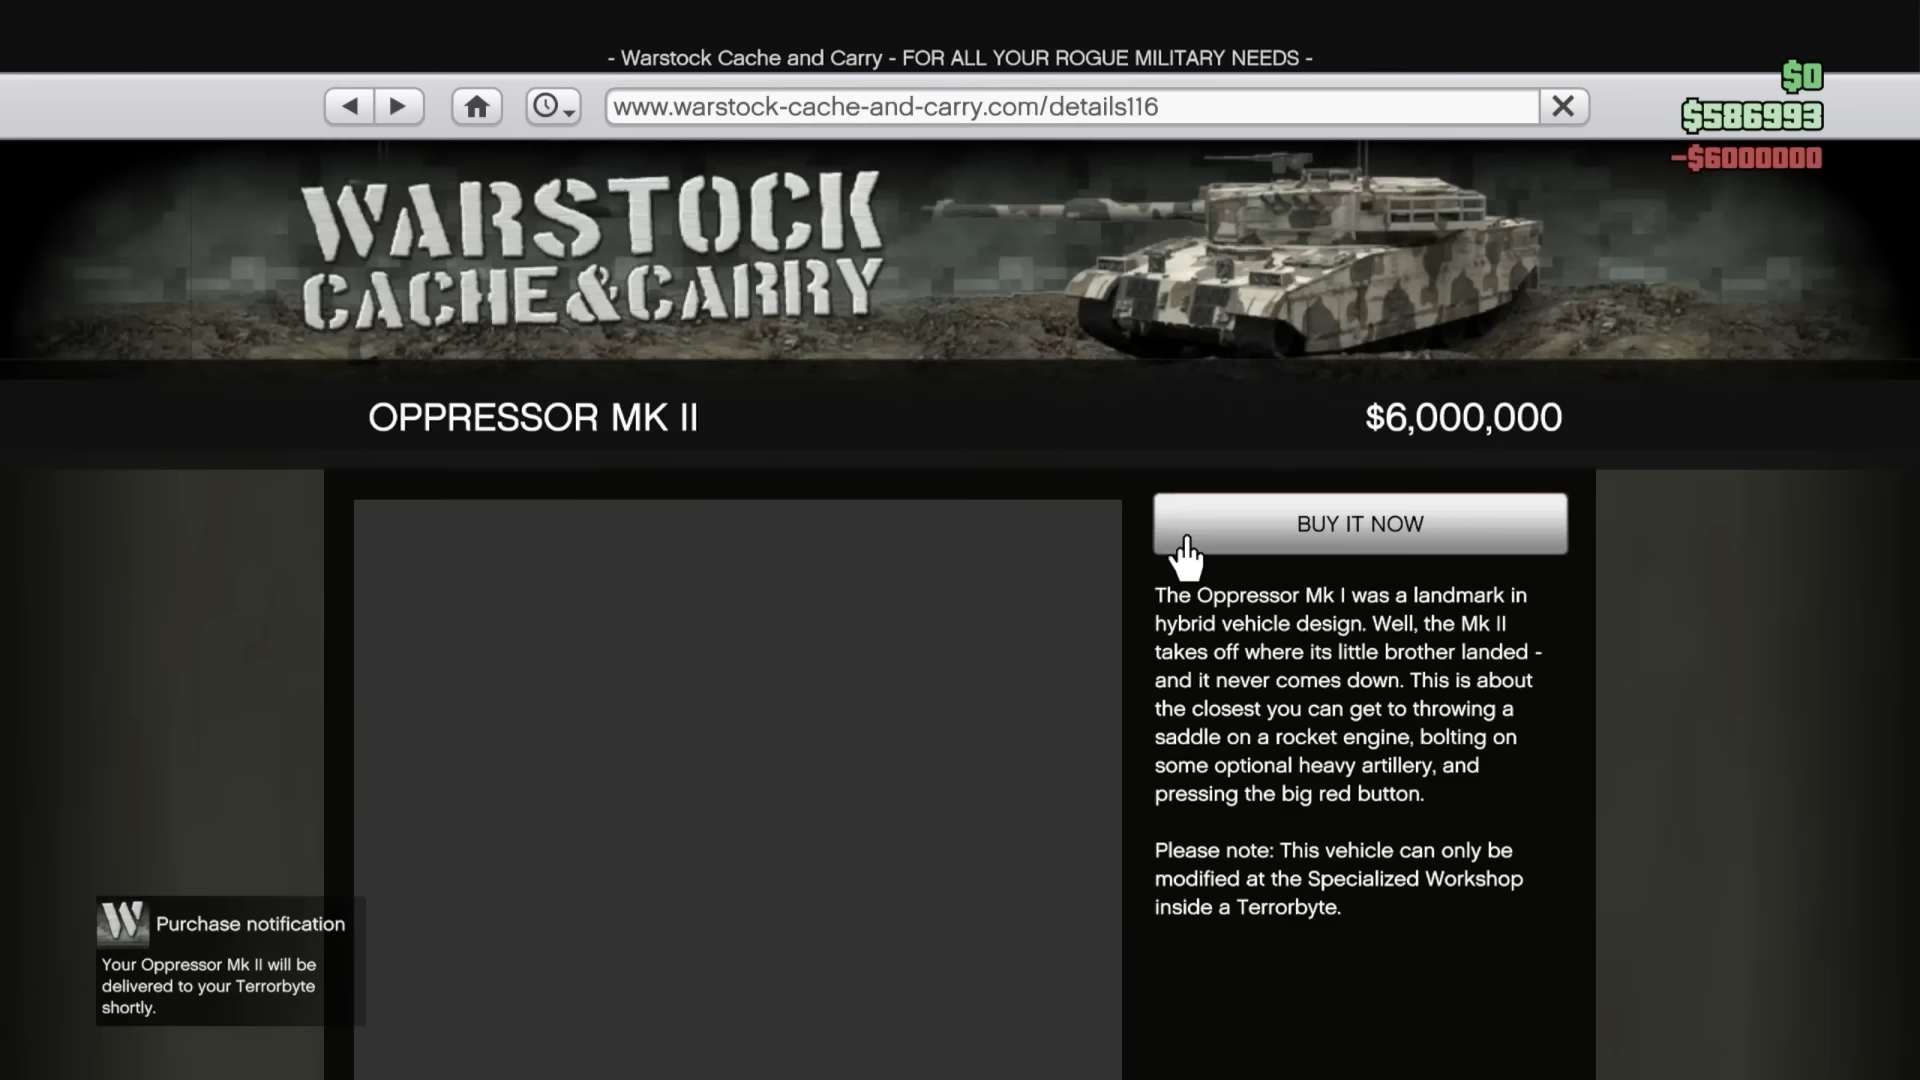 - Warstock Cache and Carry - FOR ALL YOUR ROGUE MILITARY NEEDS -
$0
www.warstock-cache-and-carry.com/details116
$586993
-$6000000
WARSTOCK
CACHE & CARRY
OPPRESSOR MK II
$6,000,000
BUY IT NOW
The Oppressor Mk I was a landmark in
hybrid vehicle design. Well, the Mk II
takes off where its little brother landed -
and it never comes down. This is about
the closest you can get to throwing a
saddle on a rocket engine, bolting on
some optional heavy artillery, and
pressing the big red button.
Please note: This vehicle can only be
modified at the Specialized Workshop
inside a Terrorbyte.
W
Purchase notification
Your Oppressor Mk II will be
delivered to your Terrorbyte
shortly.